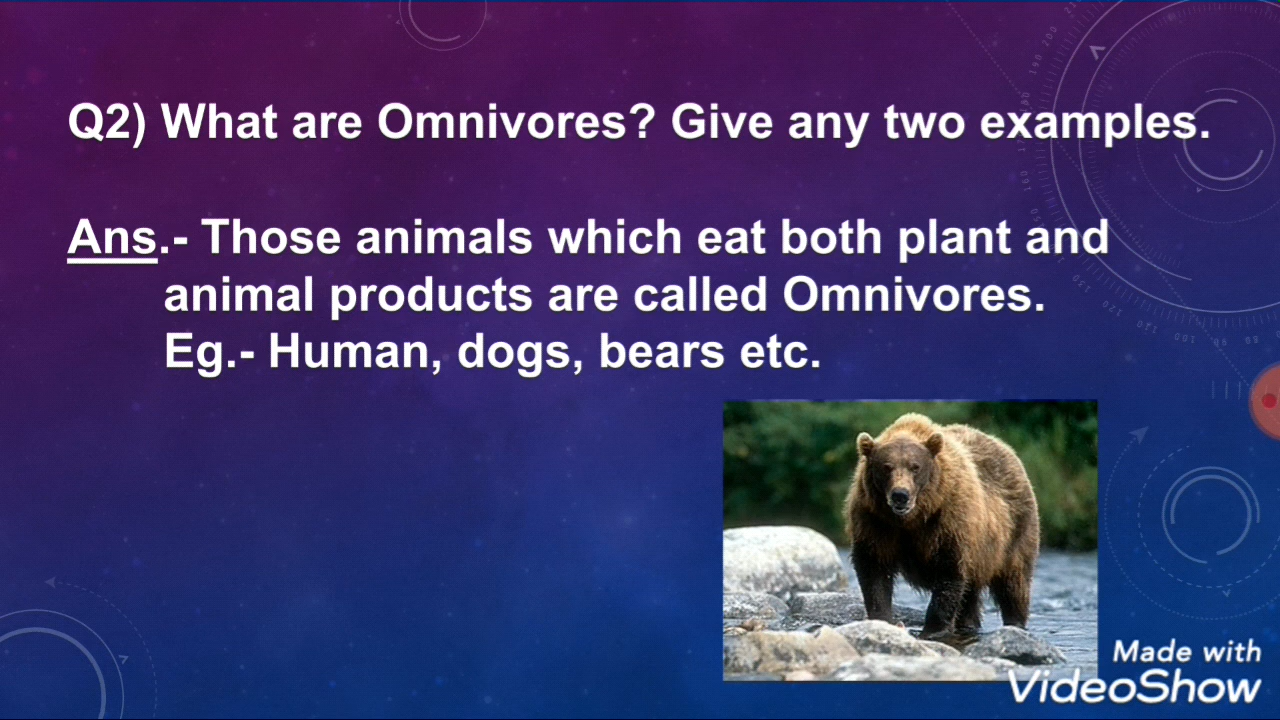 Q2) What are Omnivores? Give any two examples.
Ans.- Those animals which eat both plant and
animal products are called Omnivores.
Eg.- Human, dogs, bears etc.
Made with
VideoShow